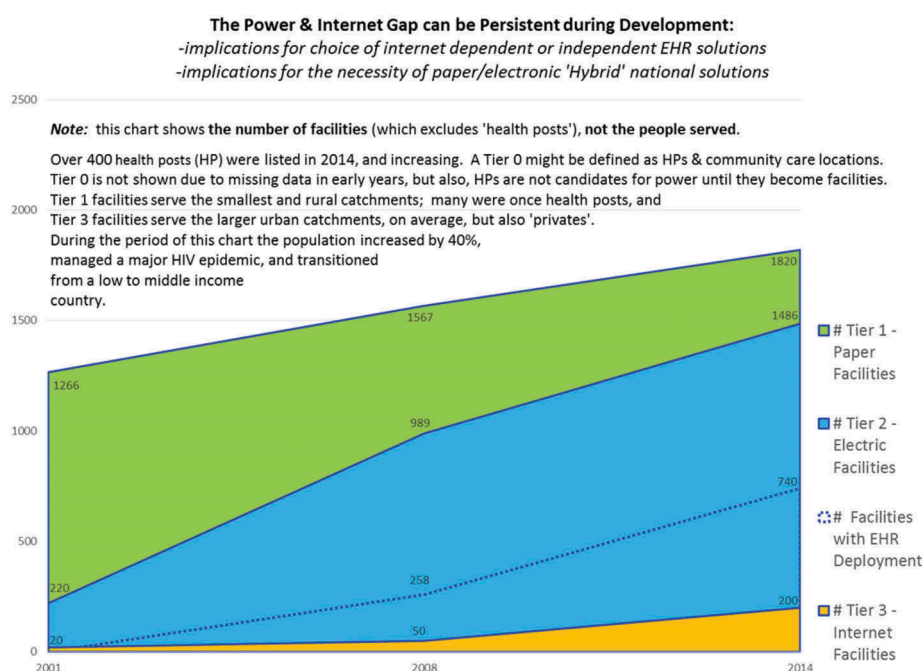 The Power & Internet Gap can be Persistent during Development:
-implications for choice of internet dependent or independent EHR solutions
-implications for the necessity of paper/electronic 'Hybrid' national solutions
2500
Note: this chart shows the number of facilities (which excludes 'health posts'), not the people served.
Over 400 health posts (HP) were listed in 2014, and increasing. A Tier 0 might be defined as HPs & community care locations.
Tier 0 is not shown due to missing data in early years, but also, HPs are not candidates for power until they become facilities.
Tier 1 facilities serve the smallest and rural catchments; many were once health posts, and
2000
Tier 3 facilities serve the larger urban catchments, on average, but also 'privates'.
During the period of this chart the population increased by 40%,
managed a major HIV epidemic, and transitioned
from a low to middle income
country.
1820
1567
1500
1486
1266
989
1000
740
500
220
258
200
20
50
0
2001
2008
2014
# Tier 1 -
Paper
Facilities
# Tier 2 -
Electric
Facilities
# Facilities
with EHR
Deployment
# Tier 3 -
Internet
Facilities